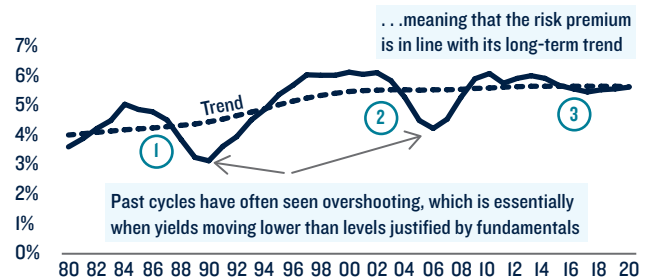 . . .meaning that the risk premium
is in line with its long-term trend
7%
6%
5%
4%
3%
2%
1%
0%
Trend
1
2
3
Past cycles have often seen overshooting, which is essentially
when yields moving lower than levels justified by fundamentals
80 82 84 86 88 90 92 94 96 98 00 02 04 06 08 10 12 14 16 18 20